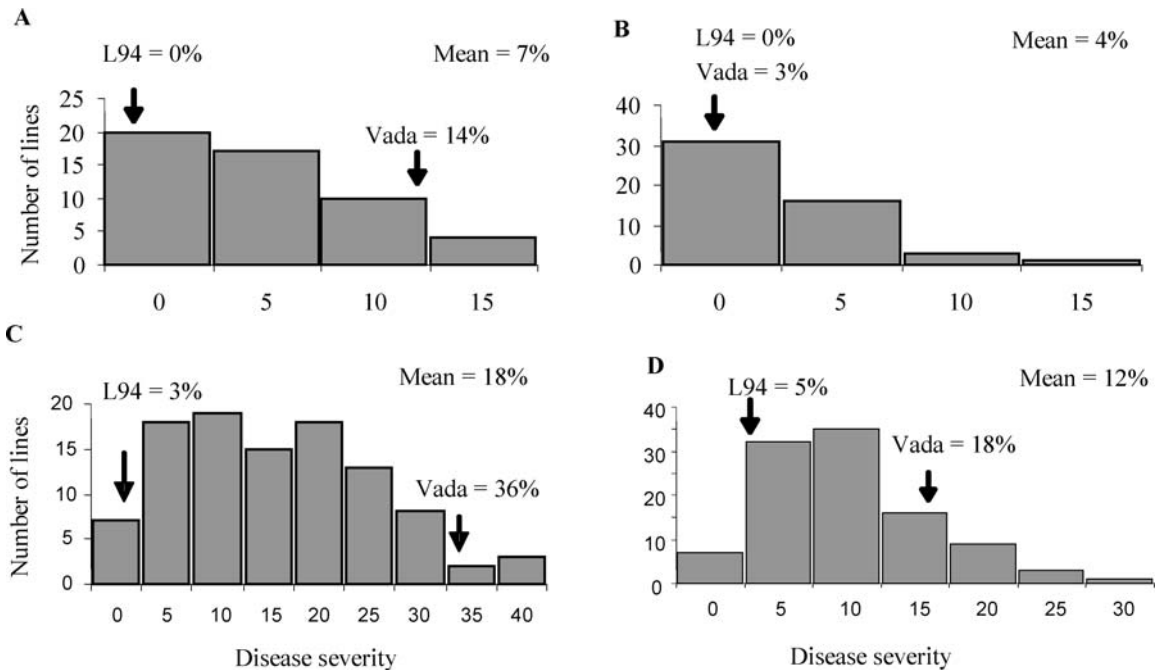 A
L94 = 0%
Mean = 7%
Vada = 14%
Number of lines
25
20
15
10
5
0
0 5 10 15
B
L94 = 0%
Vada = 3%
Mean = 4%
40
30
20
10
0
0 5 10 15
C
L94 = 3%
Mean = 18%
Vada = 36%
Number of lines
20
15
10
5
0
0 5 10 15 20 25 30 35 40
Disease severity
D
L94 = 5%
Mean = 12%
Vada = 18%
40
30
20
10
0
0 5 10 15 20 25 30
Disease severity